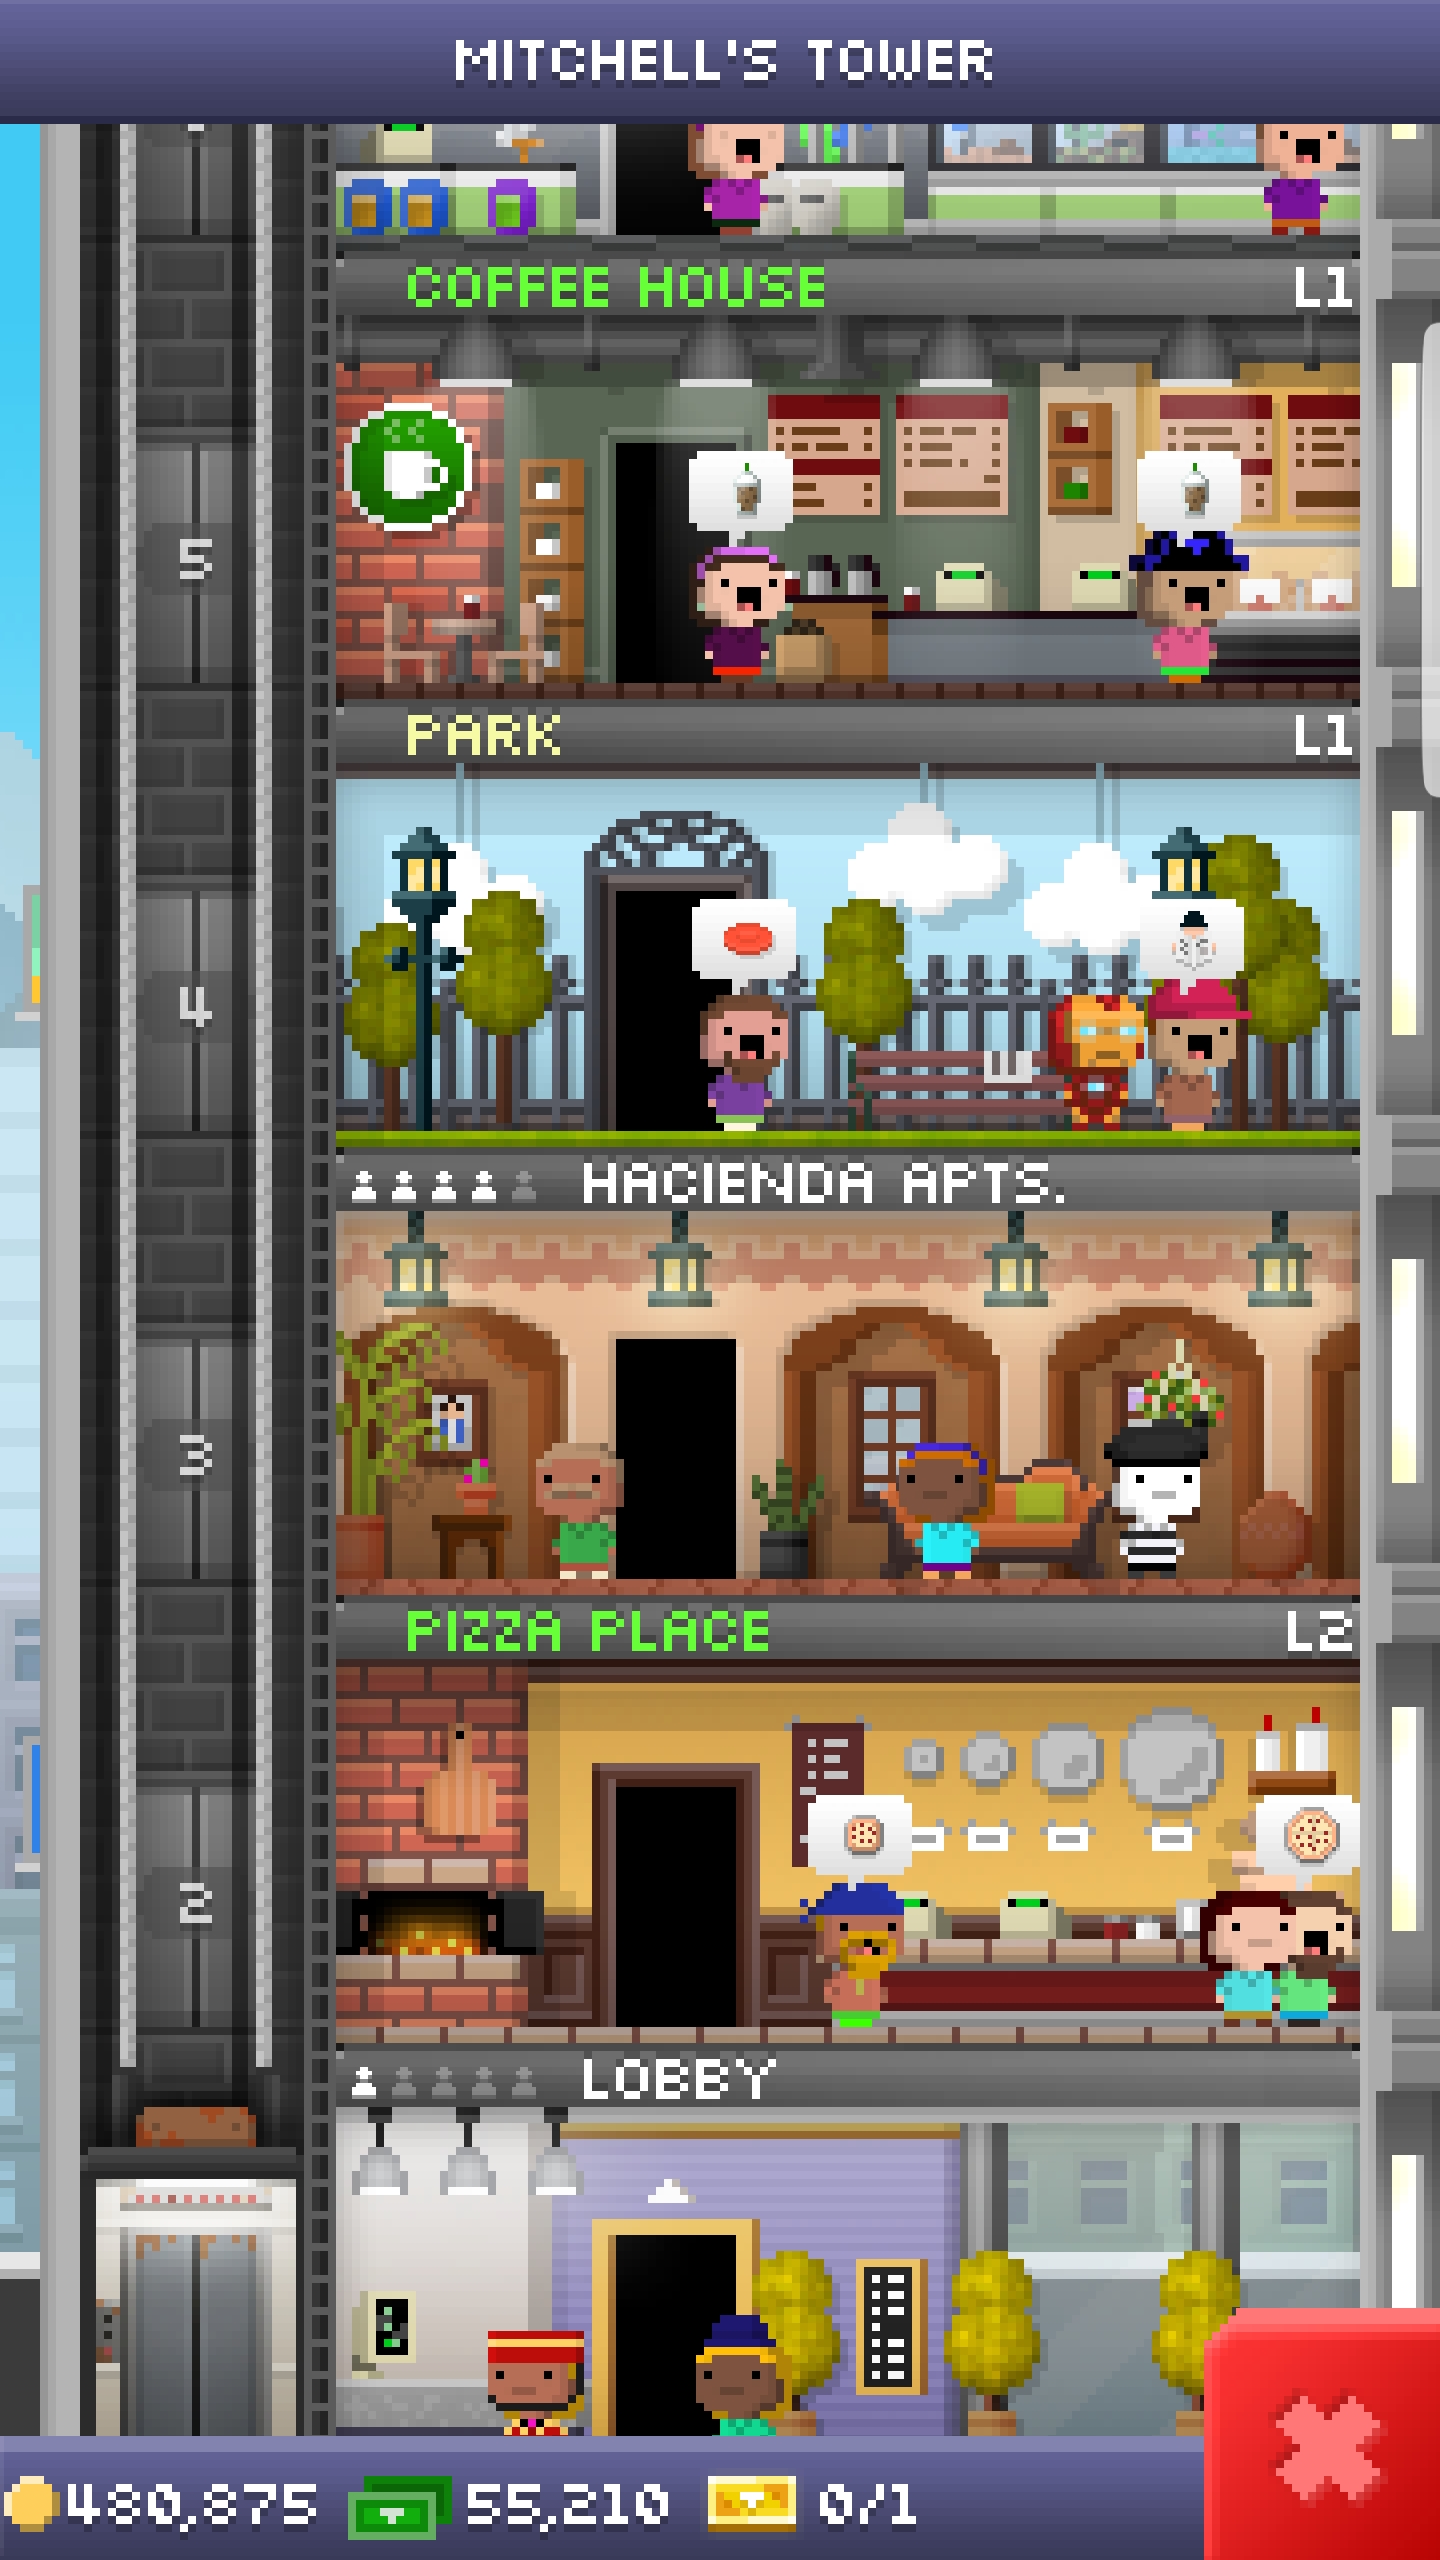 MITCHELL'S TOWER
COFFEE HOUSE L1
5
PARK L1
4
HACIENDA APTS.
3
PIZZA PLACE L2
2
LOBBY
480,875 55,210 0/1